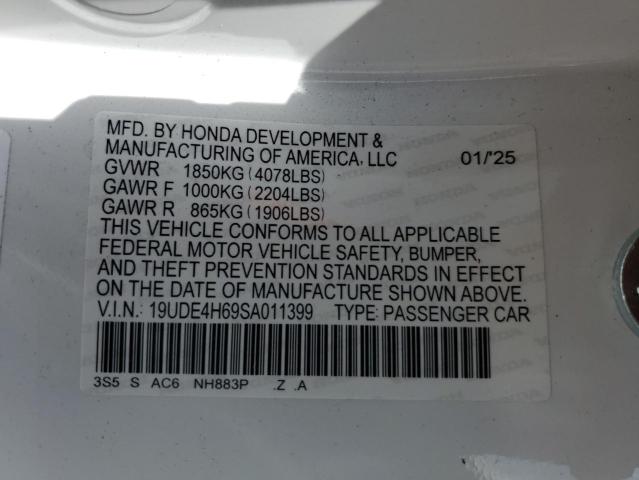 MFD. BY HONDA DEVELOPMENT &
MANUFACTURING OF AMERICA, LLC 01/'25
GVWR 1850KG (4078LBS)
GAWR F 1000KG (2204LBS)
GAWR R 865KG (1906LBS)
THIS VEHICLE CONFORMS TO ALL APPLICABLE
FEDERAL MOTOR VEHICLE SAFETY, BUMPER,
AND THEFT PREVENTION STANDARDS IN EFFECT
ON THE DATE OF MANUFACTURE SHOWN ABOVE.
V.I.N.: 19UDE4H69SA011399 TYPE: PASSENGER CAR
3S5 S AC6 NH883P .Z .A